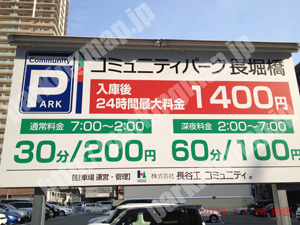 Community
P
PARK
コミュニティパーク長堀橋
入庫後
24時間最大料金 1400円
通常料金 7:00〜2:00
深夜料金 2:00〜7:00
30分/200円
60分/100円
【駐車場 運営・管理】 株式会社 長谷工 コミュニティ